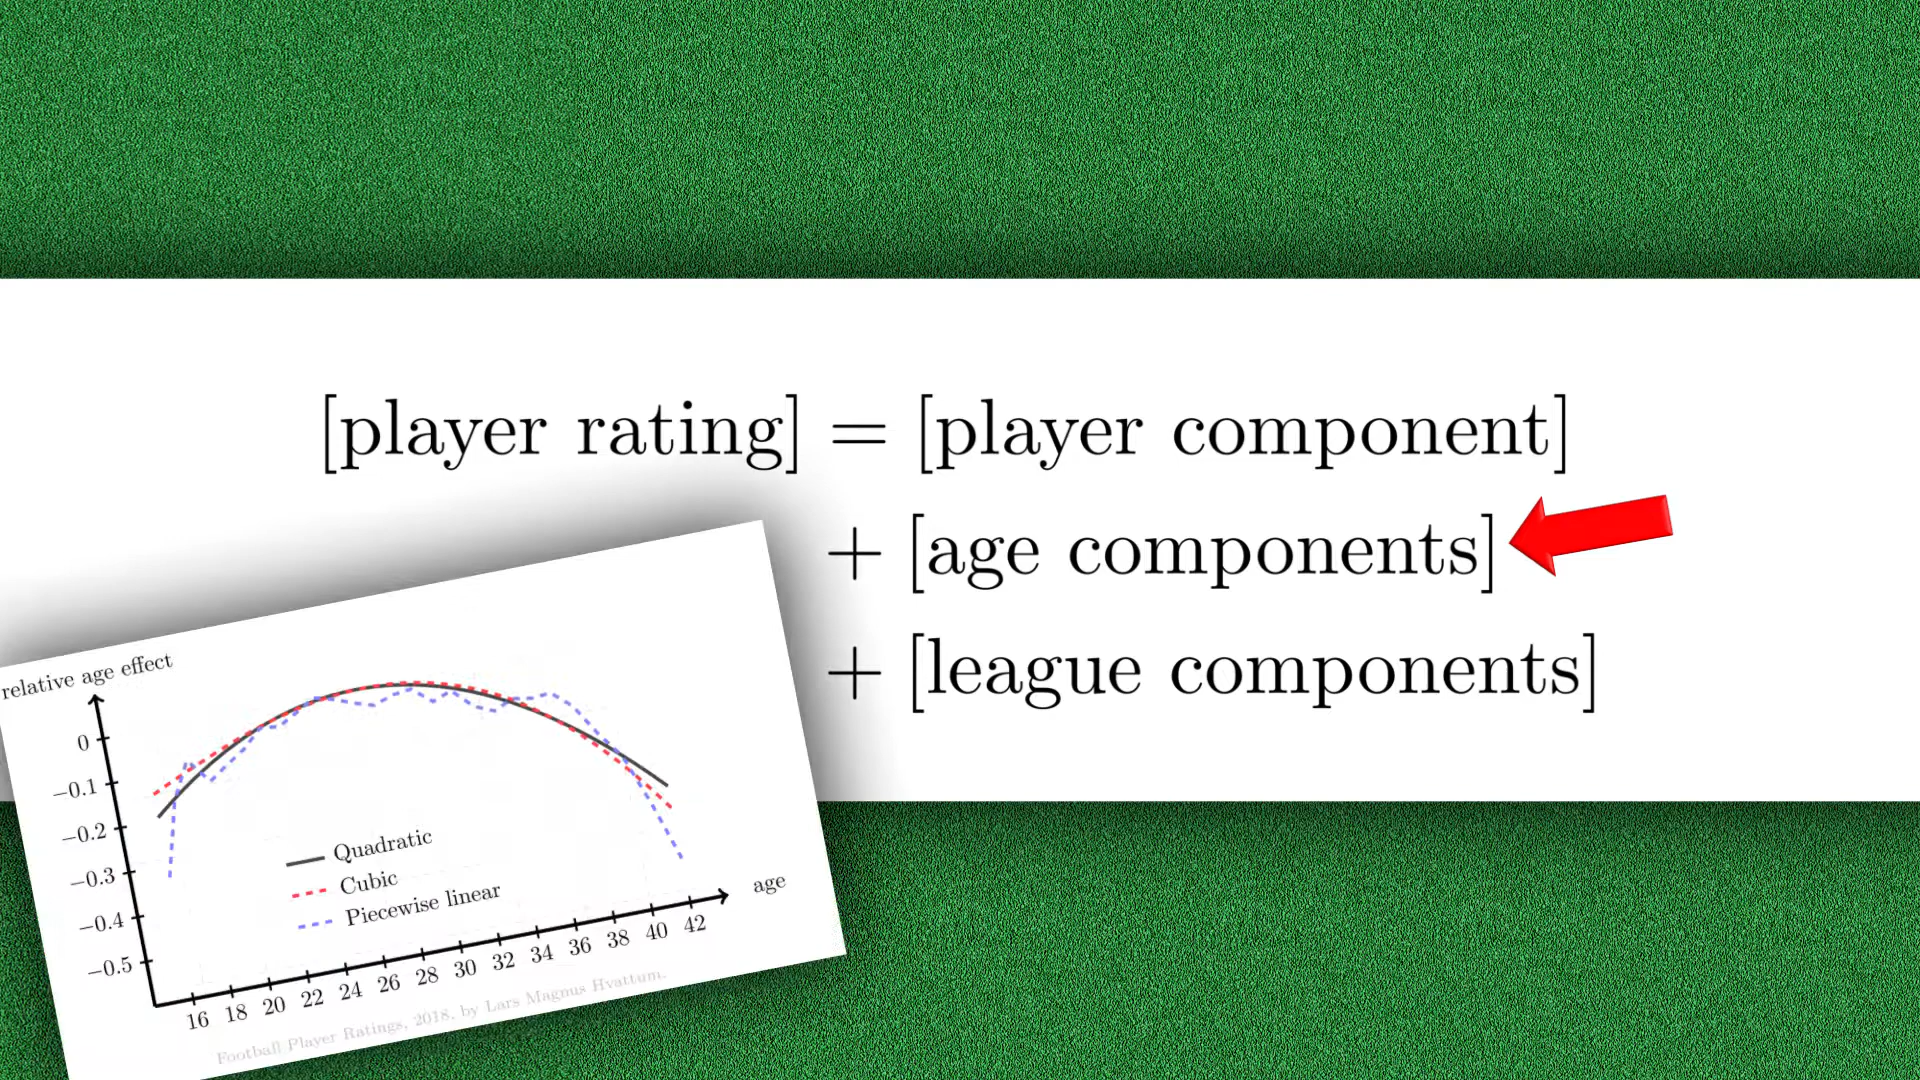 [player rating] = [player component]
+ [age components]
+ [league components]
relative age effect
0
−0.1
−0.2
−0.3
−0.4
−0.5
Quadratic
Cubic
Piecewise linear
age
16 18 20 22 24 26 28 30 32 34 36 38 40 42
Football Player Ratings, 2018, by Lars Magnus Hvattum.